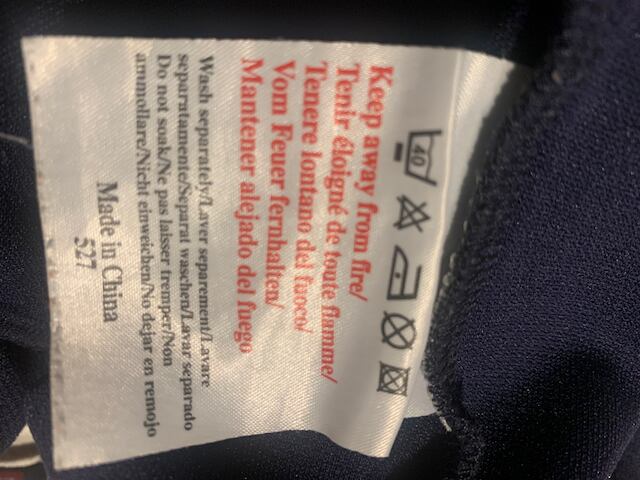 40
Keep away from fire/
Tenir éloigné de toute flamme/
Tenere lontano del fuoco/
Vom Feuer fernhalten/
Mantener alejado del fuego
Wash separately/Laver separement/Lavare
separatamente/Separat waschen/Lavar separado
Do not soak/Ne pas laisser tremper/Non
ammollare/Nicht einweichen/No dejar en remojo
Made in China
527